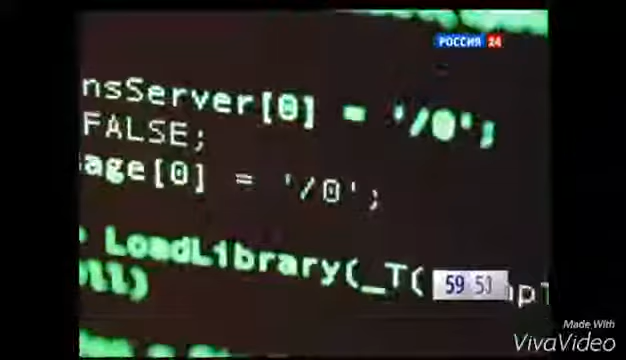 РОССИЯ 24
nsServer[0] = '/0';
FALSE;
age[0] = '/0';
LoadLibrary(_T(
59 53
Made With
VivaVideo